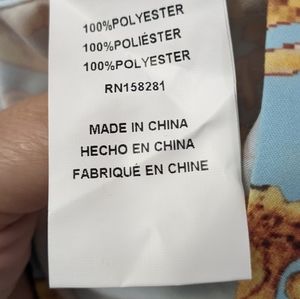 100%POLYESTER
100%POLIÉSTER
100%POLYESTER
RN158281
MADE IN CHINA
HECHO EN CHINA
FABRIQUÉ EN CHINE